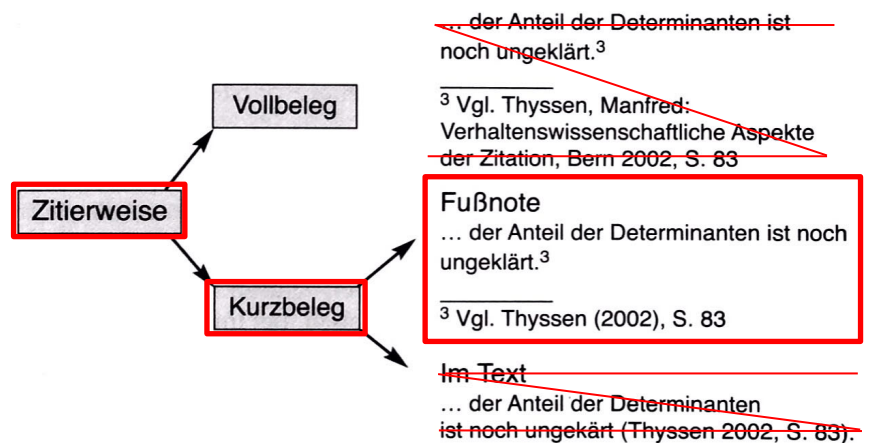 ... der Anteil der Determinanten ist
noch ungeklärt.³
³ Vgl. Thyssen, Manfred:
Verhaltenswissenschaftliche Aspekte
der Zitation, Bern 2002, S. 83
Vollbeleg
Zitierweise
Kurzbeleg
Fußnote
... der Anteil der Determinanten ist noch
ungeklärt.³
³ Vgl. Thyssen (2002), S. 83
Im Text
... der Anteil der Determinanten
ist noch ungekärt (Thyssen 2002, S. 83).